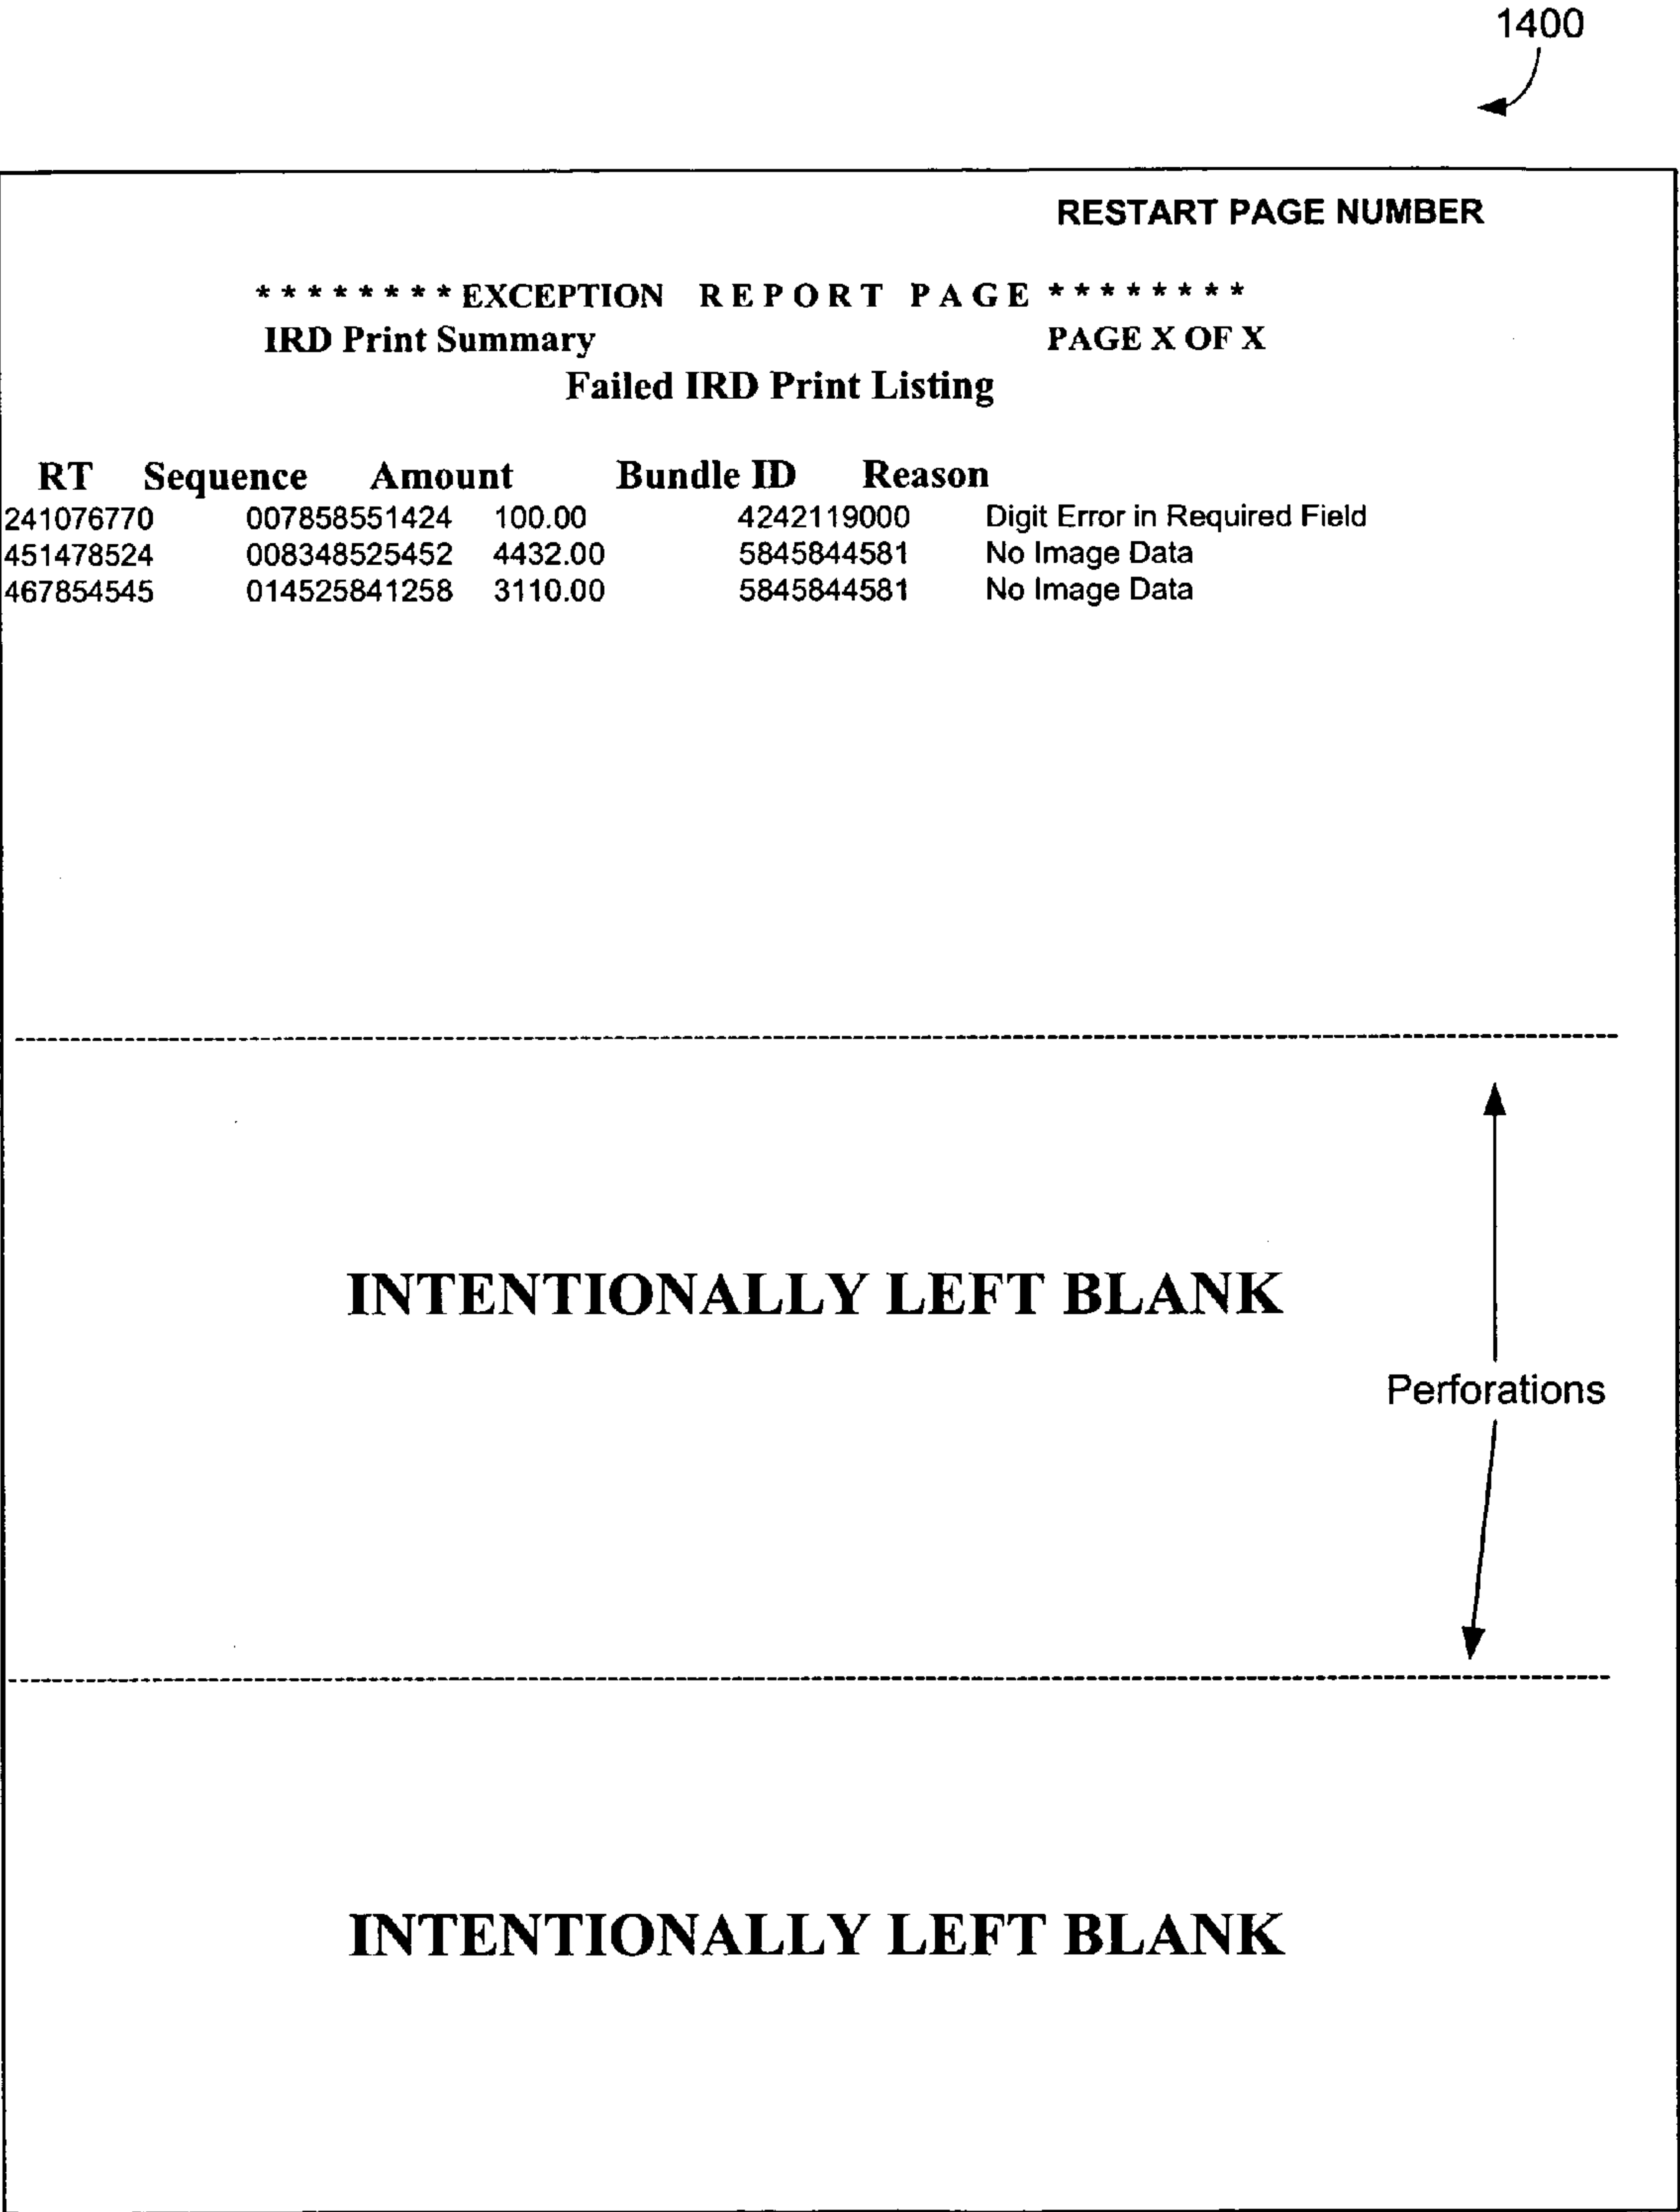 1400
RESTART PAGE NUMBER
* * * * * * * * EXCEPTION REPORT PAGE * * * * * * * *
IRD Print Summary PAGE X OF X
Failed IRD Print Listing
RT Sequence Amount Bundle ID Reason
241076770 007858551424 100.00 4242119000 Digit Error in Required Field
451478524 008348525452 4432.00 5845844581 No Image Data
467854545 014525841258 3110.00 5845844581 No Image Data
INTENTIONALLY LEFT BLANK
Perforations
INTENTIONALLY LEFT BLANK